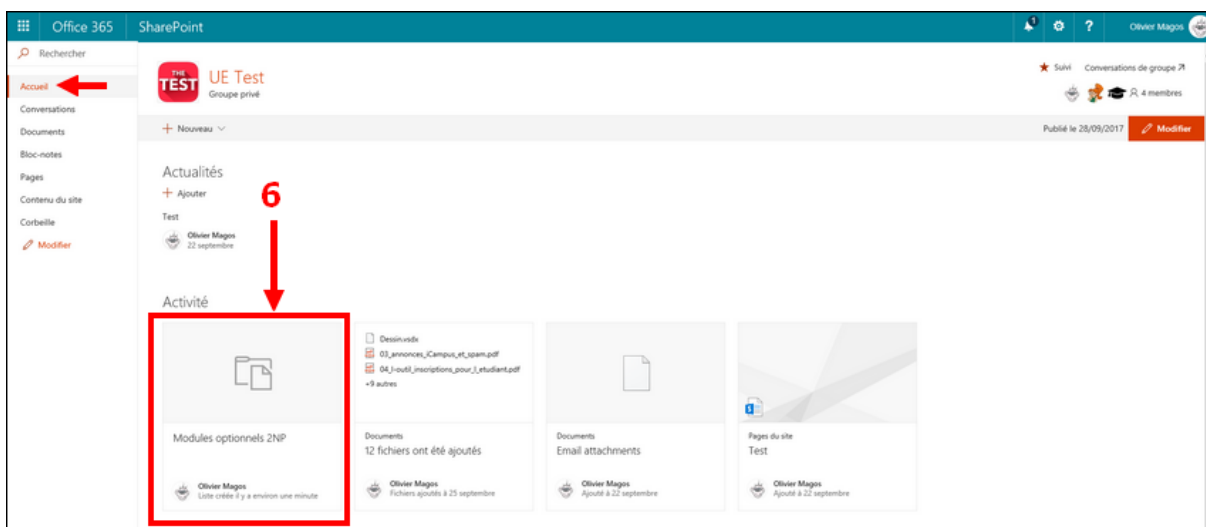 Office 365 SharePoint ? Olivier Magos
Rechercher
Accueil
Conversations
Documents
Bloc-notes
Pages
Contenu du site
Corbeille
Modifier
THE
TEST
UE Test
Groupe privé
Suivi Conversations de groupe
4 membres
+ Nouveau
Publié le 28/09/2017 Modifier
Actualités
+ Ajouter
6
Test
Olivier Magos
22 septembre
Activité
Modules optionnels 2NP
Olivier Magos
Liste créée il y a environ une minute
Dessin.vsdx
03_annonces_iCampus_et_spam.pdf
04_l-outil_inscriptions_pour_l_etudiant.pdf
+9 autres
Documents
12 fichiers ont été ajoutés
Olivier Magos
Fichiers ajoutés à 25 septembre
Documents
Email attachments
Olivier Magos
Ajouté à 22 septembre
Pages du site
Test
Olivier Magos
Ajouté à 22 septembre